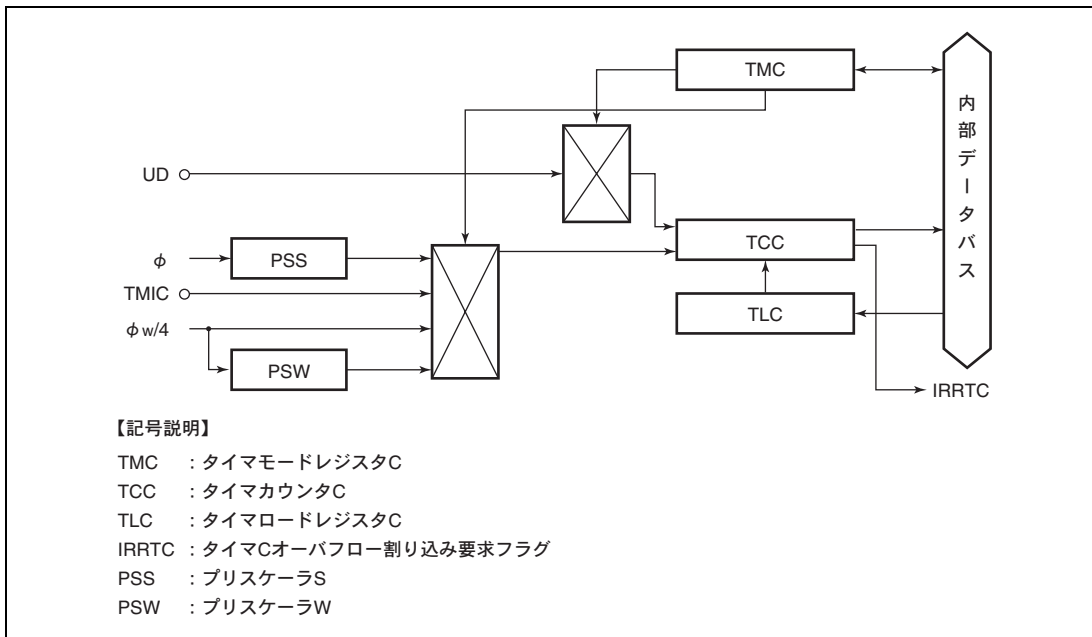 TMC
内部データバス
UD
TCC
φ
PSS
TMIC
TLC
φw/4
PSW
IRRTC
【記号説明】
TMC : タイマモードレジスタC
TCC : タイマカウンタC
TLC : タイマロードレジスタC
IRRTC : タイマCオーバフロー割り込み要求フラグ
PSS : プリスケーラS
PSW : プリスケーラW